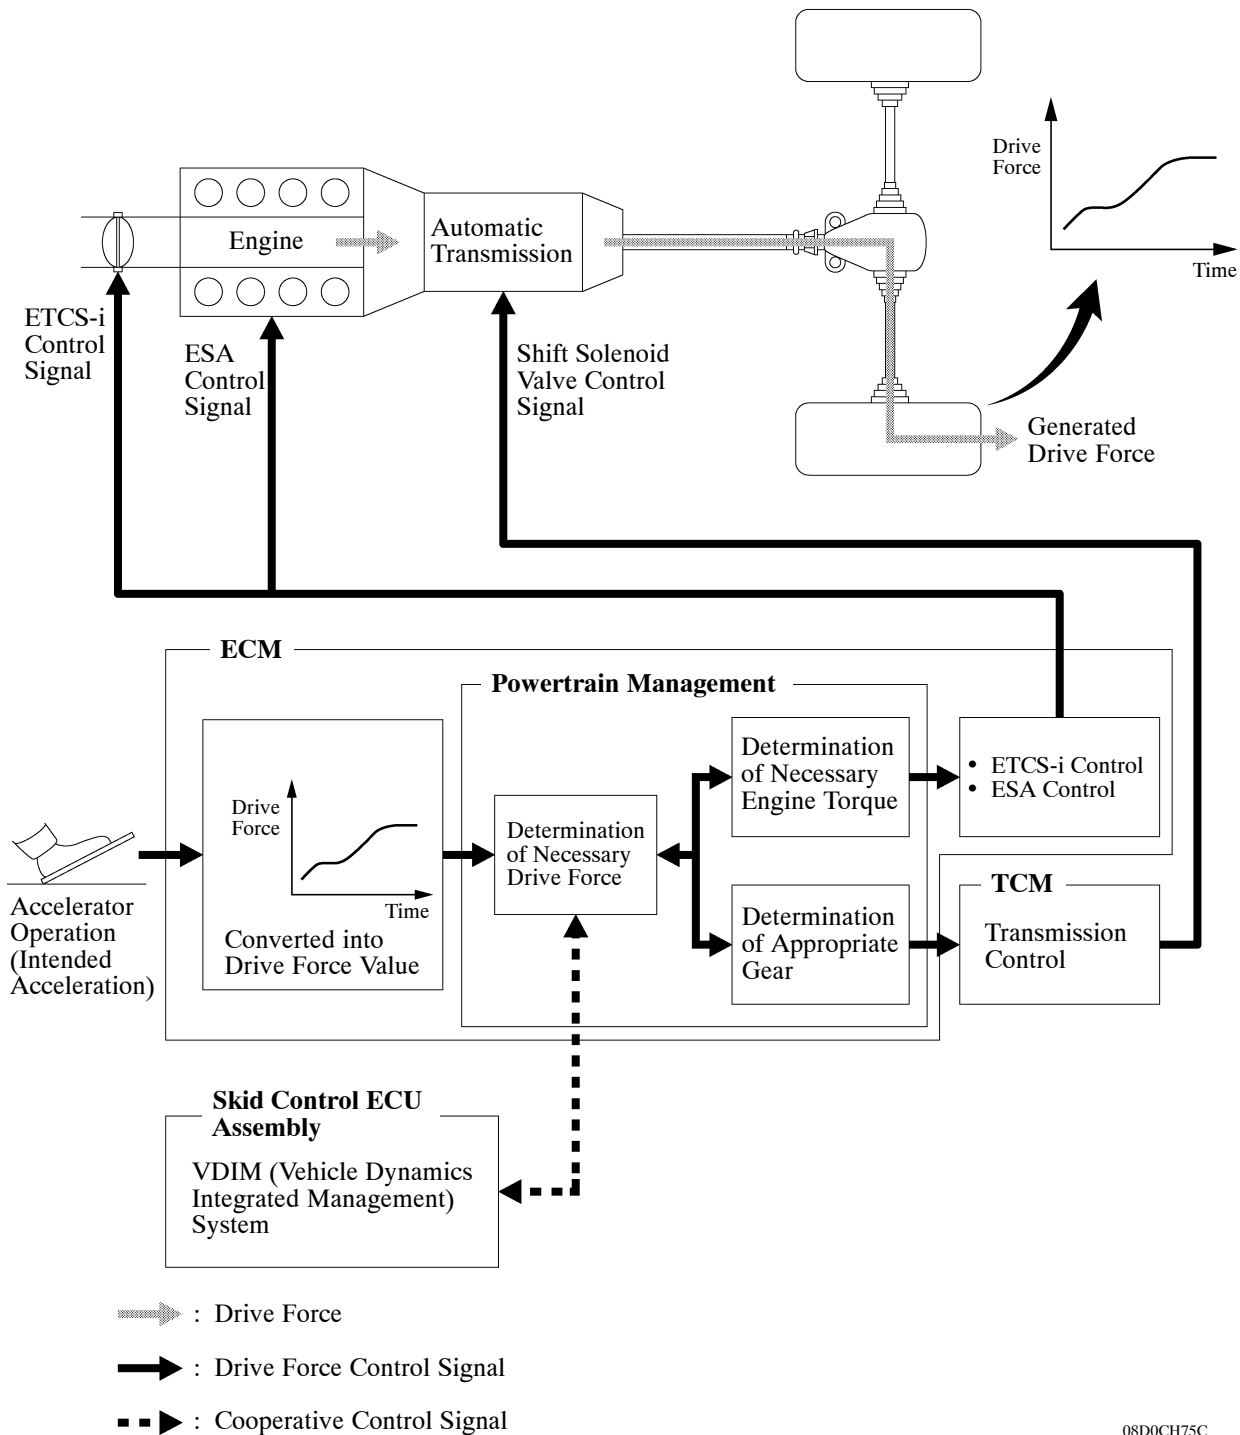 Drive
Force
Time
Engine
Automatic
Transmission
ETCS-i
Control
Signal
ESA
Control
Signal
Shift Solenoid
Valve Control
Signal
Generated
Drive Force
ECM
Powertrain Management
Determination
of Necessary
Engine Torque
• ETCS-i Control
• ESA Control
Drive
Force
Time
Converted into
Drive Force Value
Determination
of Necessary
Drive Force
Accelerator
Operation
(Intended
Acceleration)
Determination
of Appropriate
Gear
TCM
Transmission
Control
Skid Control ECU
Assembly
VDIM (Vehicle Dynamics
Integrated Management)
System
: Drive Force
: Drive Force Control Signal
: Cooperative Control Signal
08D0CH75C